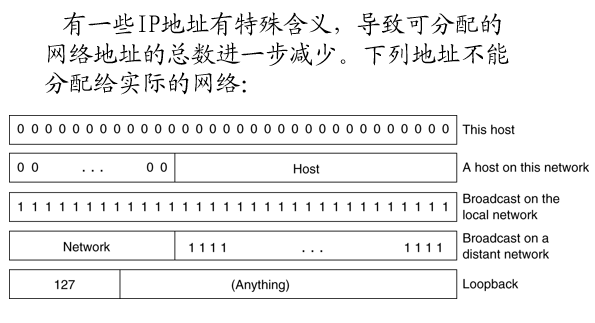 有一些IP地址有特殊含义，导致可分配的
网络地址的总数进一步减少。下列地址不能
分配给实际的网络：
0 0 0 0 0 0 0 0 0 0 0 0 0 0 0 0 0 0 0 0 0 0 0 0 0 0 0 0 0 0 0 0 This host
0 0 ... 0 0 Host A host on this network
1 1 1 1 1 1 1 1 1 1 1 1 1 1 1 1 1 1 1 1 1 1 1 1 1 1 1 1 1 1 1 1 Broadcast on the
local network
Network 1 1 1 1 ... 1 1 1 1 Broadcast on a
distant network
127 (Anything) Loopback